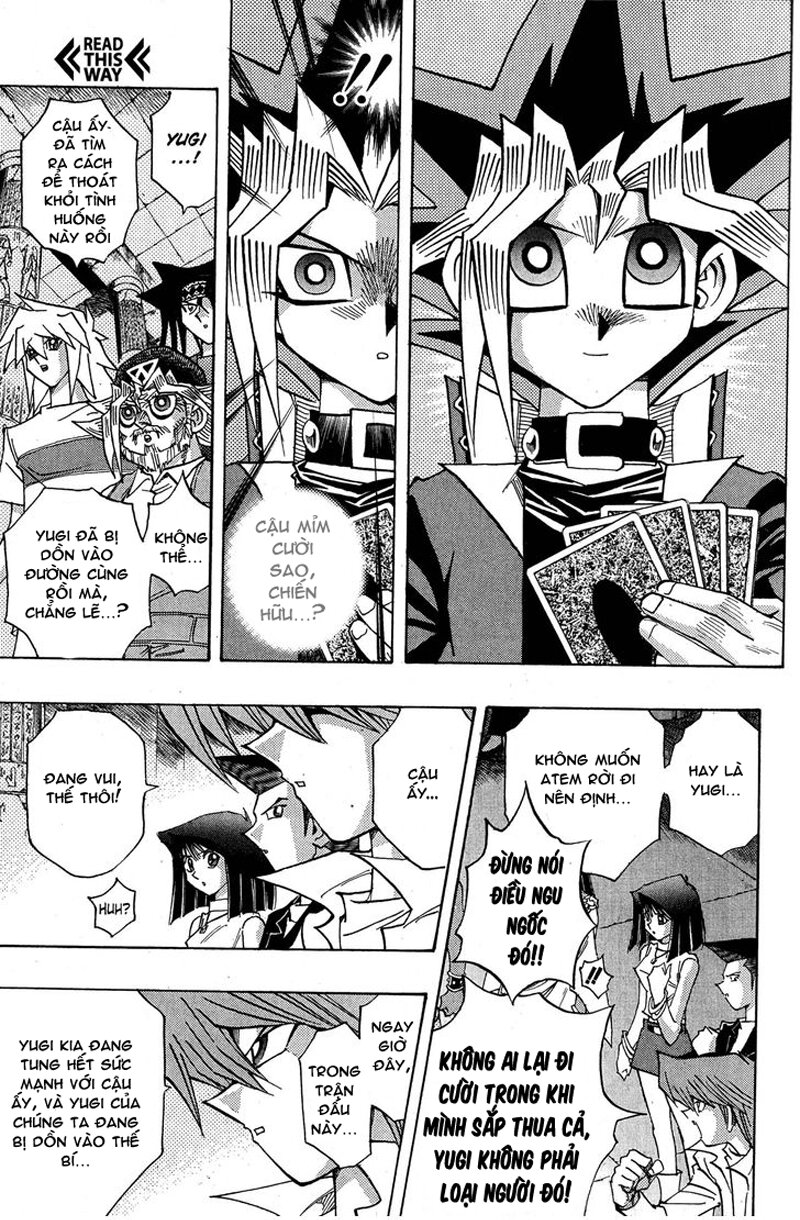 READ
THIS
WAY
!!
CẬU MỈM
CƯỜI
SAO,
CHIẾN
HỮU...?
YUGI
...!
CẬU ẤY
ĐÃ TÌM
RA CÁCH
ĐỂ THOÁT
KHỎI TÌNH
HUỐNG
NÀY RỒI
KHÔNG
THỂ...
YUGI ĐÃ BỊ
DỒN VÀO
ĐƯỜNG CÙNG
RỒI MÀ,
CHẲNG LẼ...?
HAY LÀ
YUGI...
KHÔNG MUỐN
ATEM RỜI ĐI
NÊN ĐỊNH...
ĐỪNG NÓI
ĐIỀU NGU
NGỐC
ĐÓ!!
!!
KHÔNG AI LẠI ĐI
CƯỜI TRONG KHI
MÌNH SẮP THUA CẢ,
YUGI KHÔNG PHẢI
LOẠI NGƯỜI ĐÓ!
CẬU
ẤY...
ĐANG VUI,
THẾ THÔI!
HUH?
NGAY
GIỜ
ĐÂY,
TRONG
TRẬN
ĐẤU
NÀY...
YUGI KIA ĐANG
TUNG HẾT SỨC
MẠNH VỚI CẬU
ẤY, VÀ YUGI CỦA
CHÚNG TA ĐANG
BỊ DỒN VÀO THẾ
BÍ...